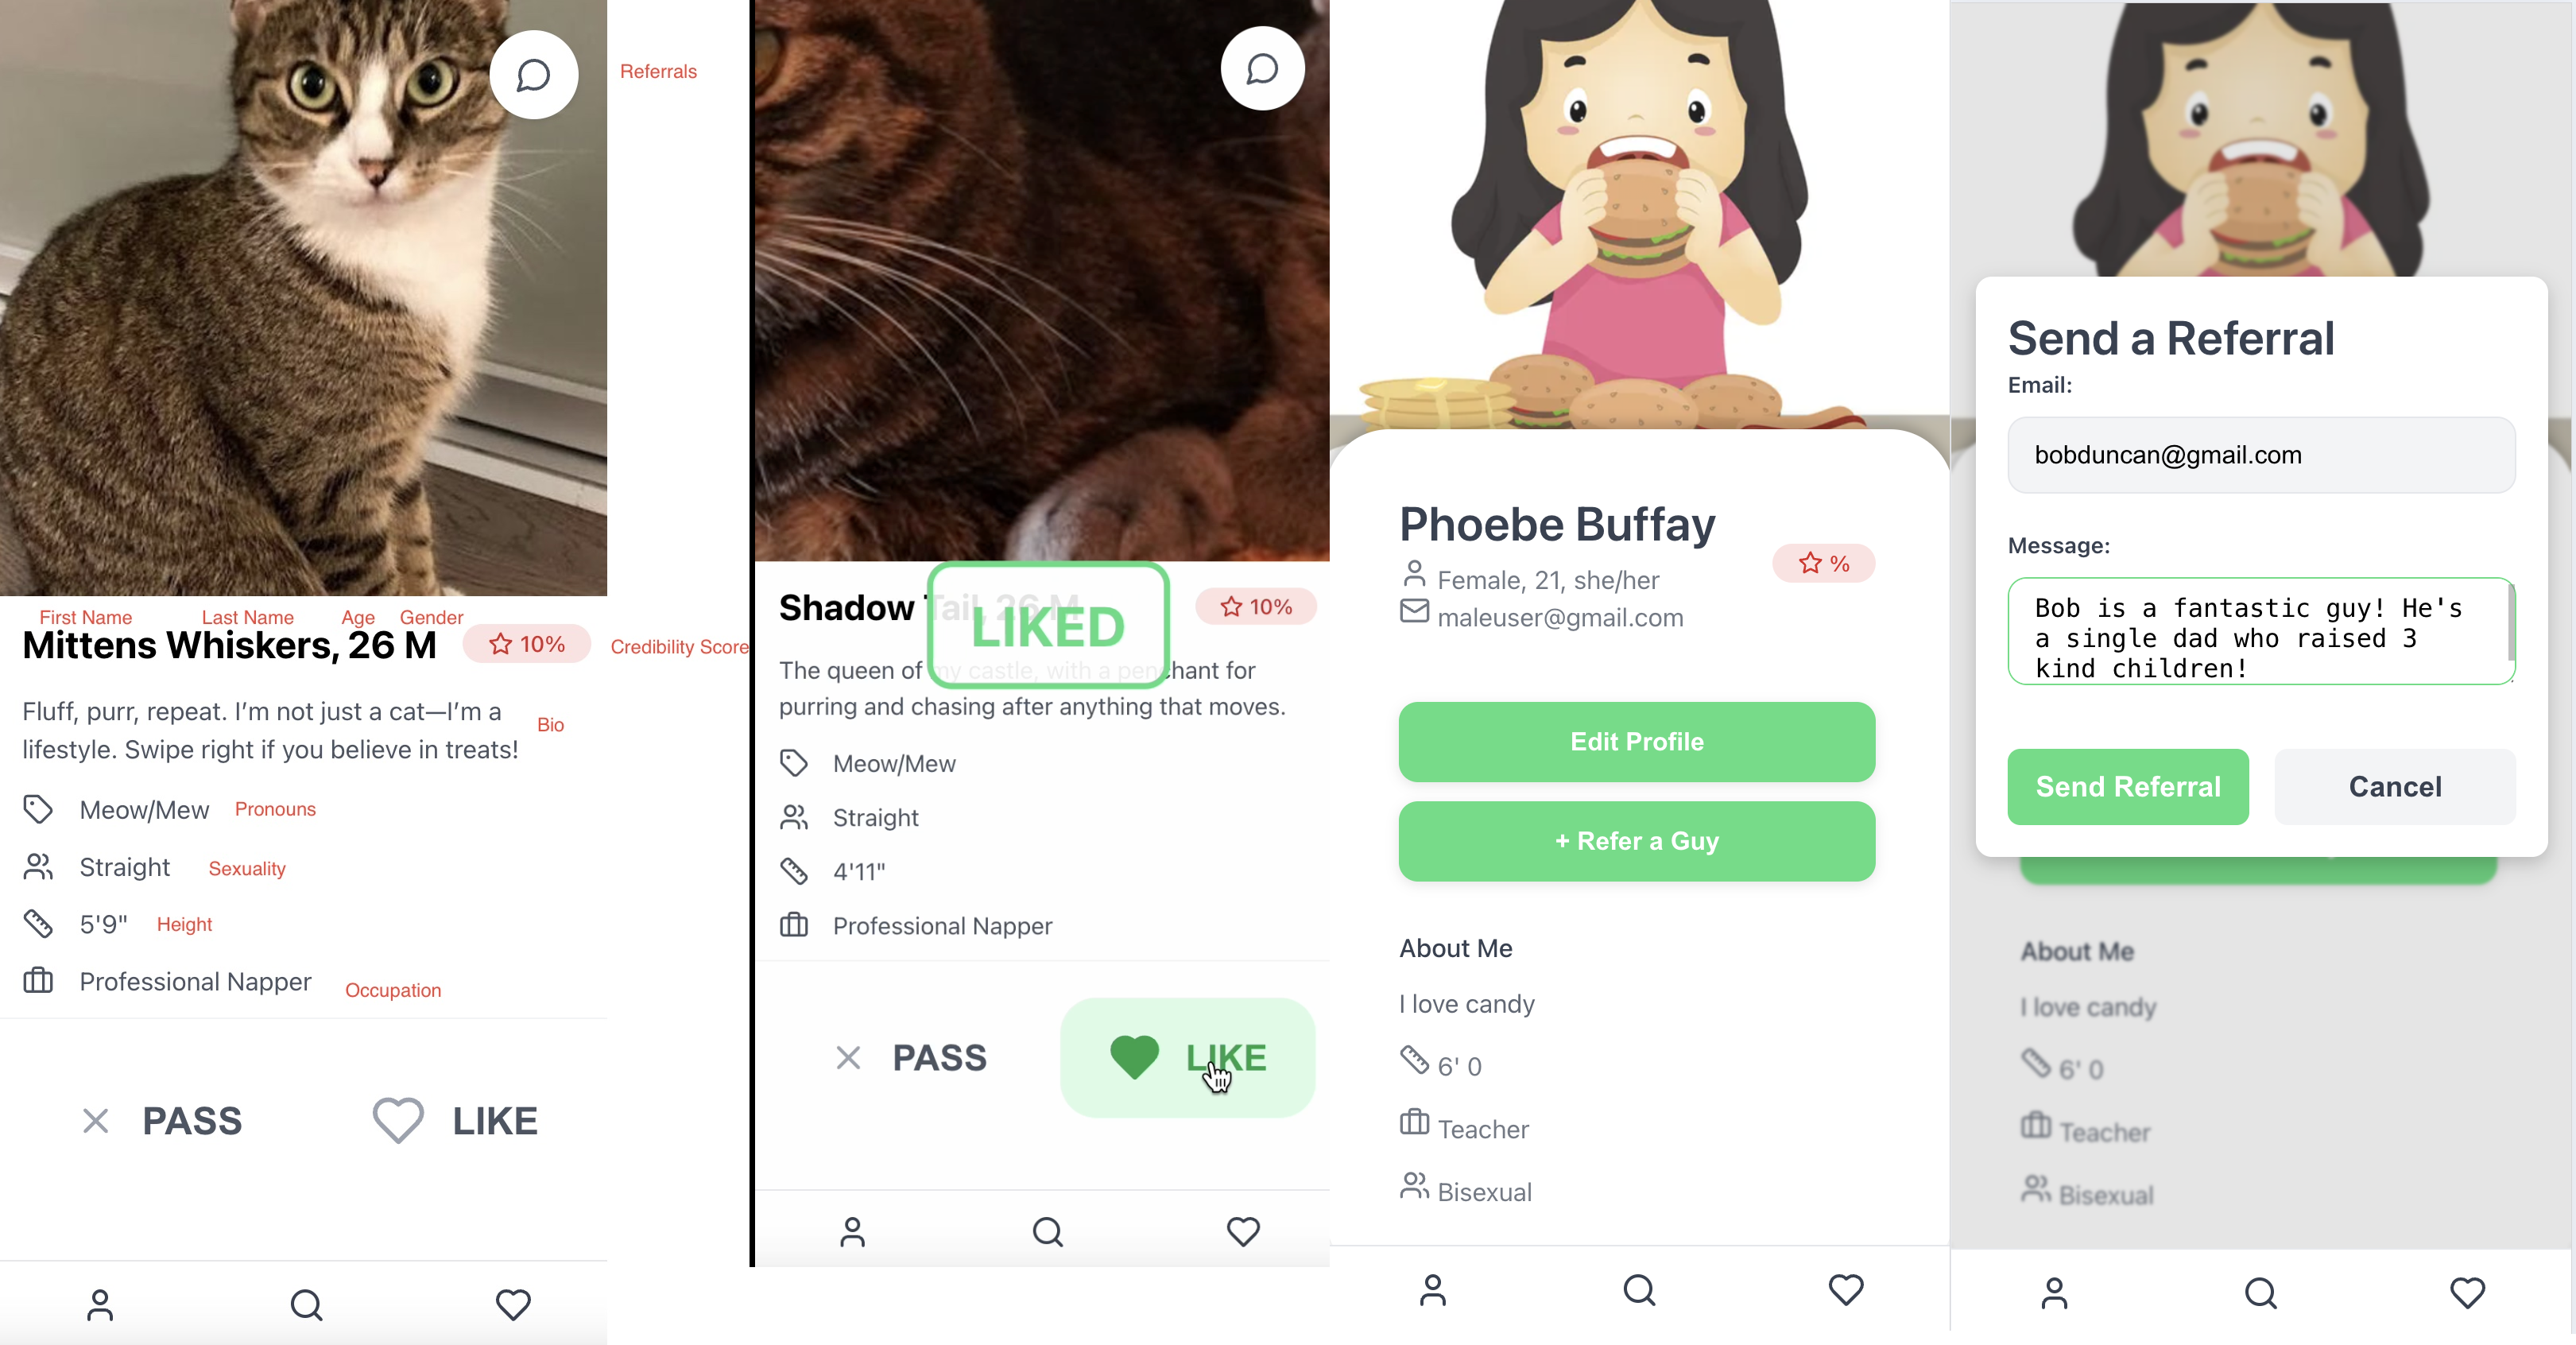 Referrals
First Name Last Name Age Gender
Mittens Whiskers, 26 M
10%
Credibility Score
Fluff, purr, repeat. I'm not just a cat—I'm a
lifestyle. Swipe right if you believe in treats!
Bio
Meow/Mew
Pronouns
Straight
Sexuality
5'9"
Height
Professional Napper
Occupation
PASS
LIKE
Shadow Tail, 26 M
LIKED
10%
The queen of my castle, with a penchant for
purring and chasing after anything that moves.
Meow/Mew
Straight
4'11"
Professional Napper
PASS
LIKE
Phoebe Buffay
%
Female, 21, she/her
maleuser@gmail.com
Edit Profile
+ Refer a Guy
About Me
I love candy
6' 0
Teacher
Bisexual
Send a Referral
Email:
bobduncan@gmail.com
Message:
Bob is a fantastic guy! He's
a single dad who raised 3
kind children!
Send Referral
Cancel
About Me
I love candy
6' 0
Teacher
Bisexual